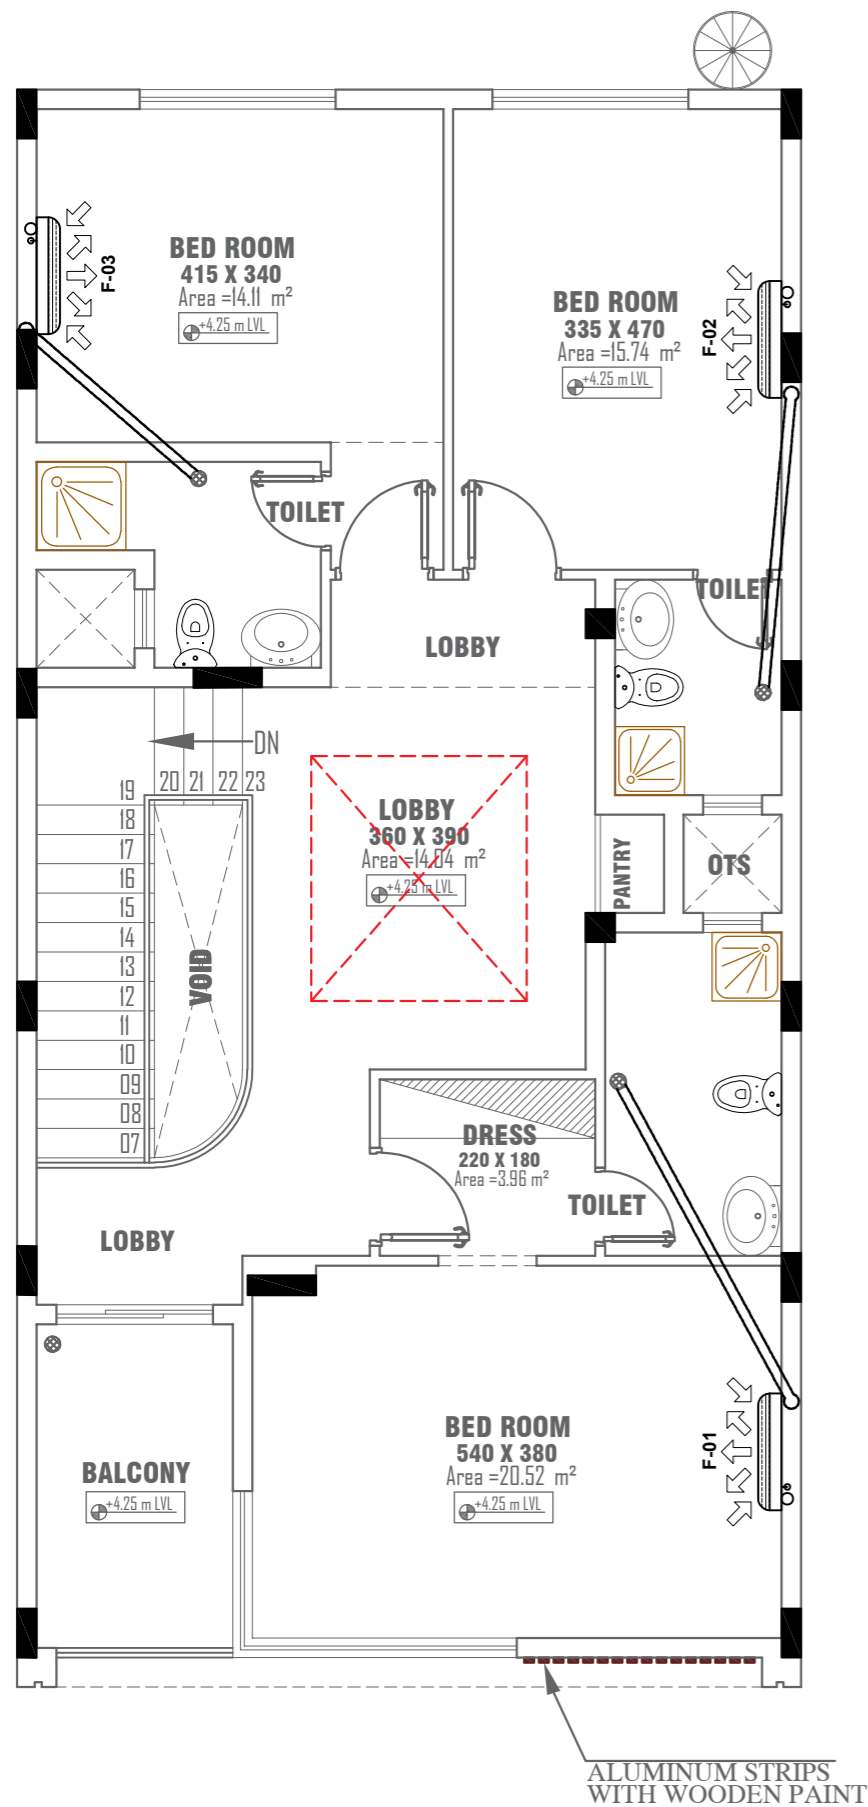 BED ROOM
415 X 340
Area =14.11 m²
+4.25 m LVL
F-03
BED ROOM
335 X 470
Area =15.74 m²
+4.25 m LVL
F-02
TOILET
TOILET
LOBBY
DN
20 21 22 23
19
18
17
16
15
14
13
12
11
10
09
08
07
VOID
LOBBY
360 X 390
Area =14.04 m²
+4.25 m LVL
PANTRY
OTS
DRESS
220 X 180
Area =3.96 m²
TOILET
LOBBY
BED ROOM
540 X 380
Area =20.52 m²
+4.25 m LVL
F-01
BALCONY
+4.25 m LVL
ALUMINUM STRIPS
WITH WOODEN PAINT